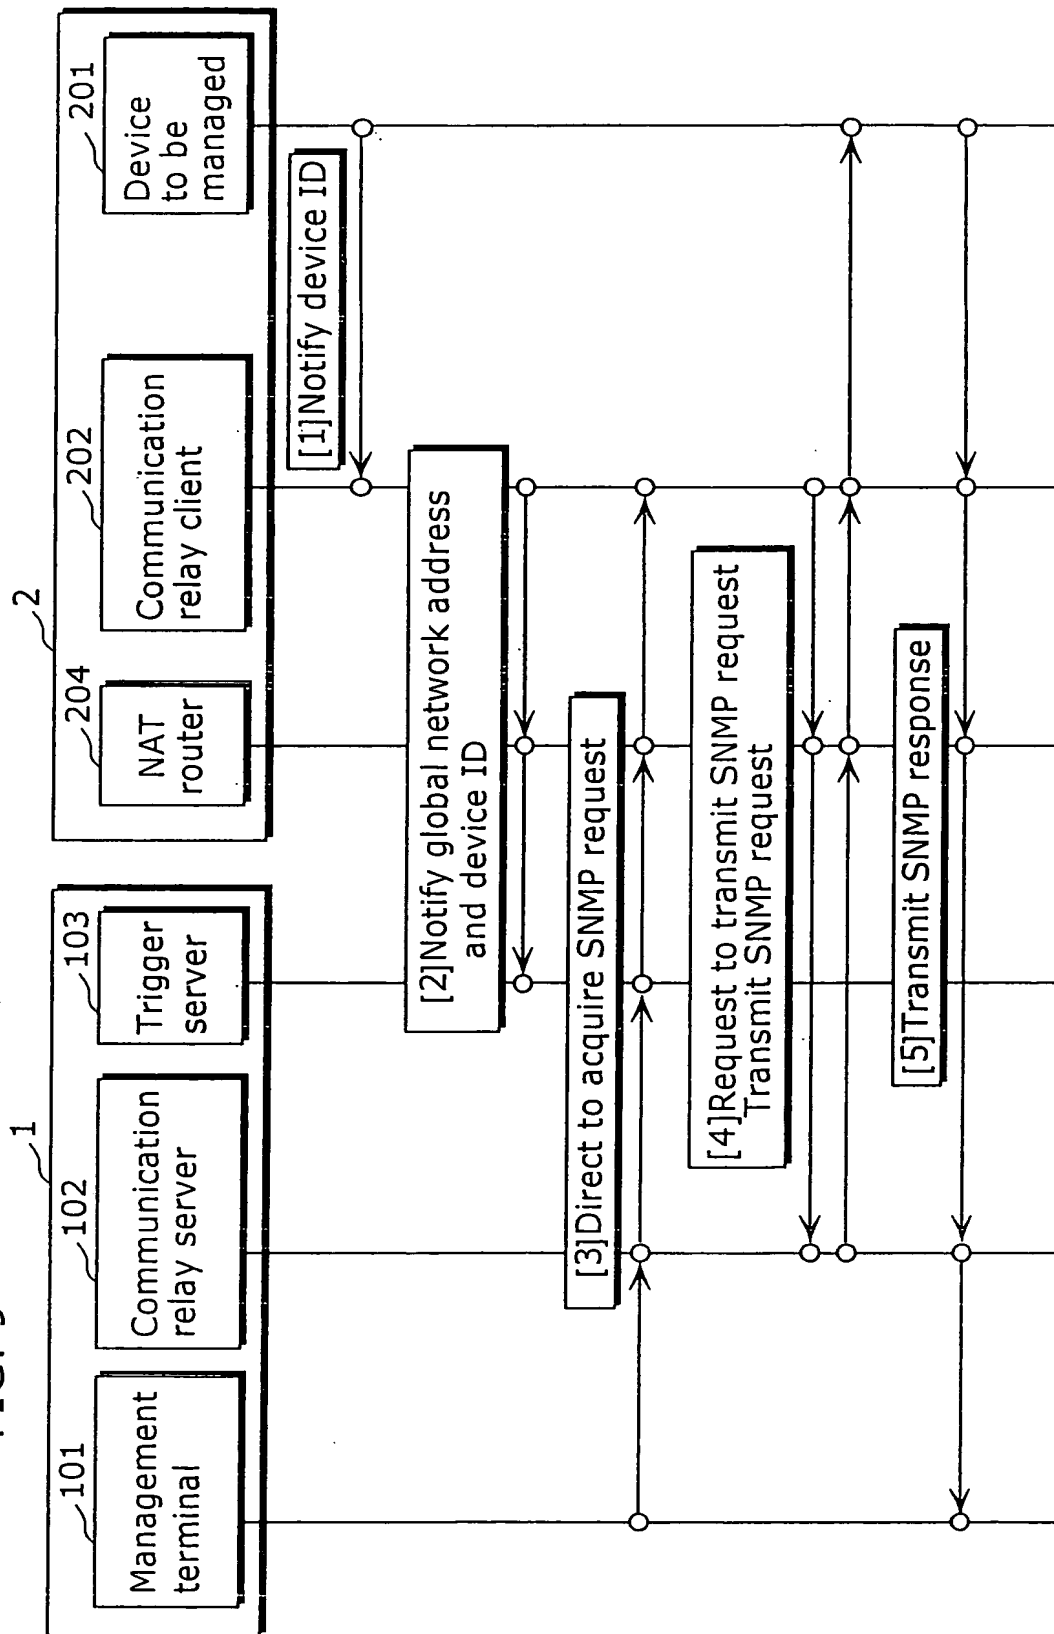 1
2
101
102
103
204
202
201
Management
terminal
Communication
relay server
Trigger
server
NAT
router
Communication
relay client
Device
to be
managed
[1]Notify device ID
[2]Notify global network address
and device ID
[3]Direct to acquire SNMP request
[4]Request to transmit SNMP request
Transmit SNMP request
[5]Transmit SNMP response